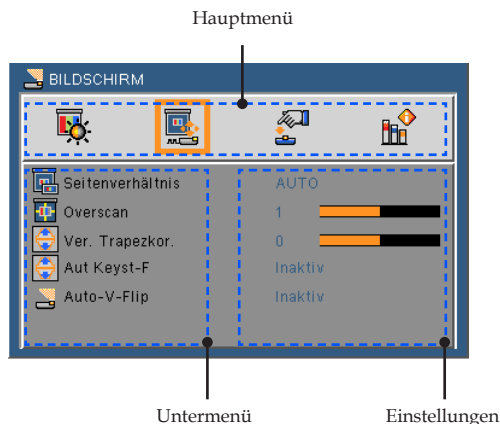 Hauptmenü
BILDSCHIRM
Seitenverhältnis AUTO
Overscan 1
Ver. Trapezkor. 0
Aut Keyst-F Inaktiv
Auto-V-Flip Inaktiv
Untermenü Einstellungen